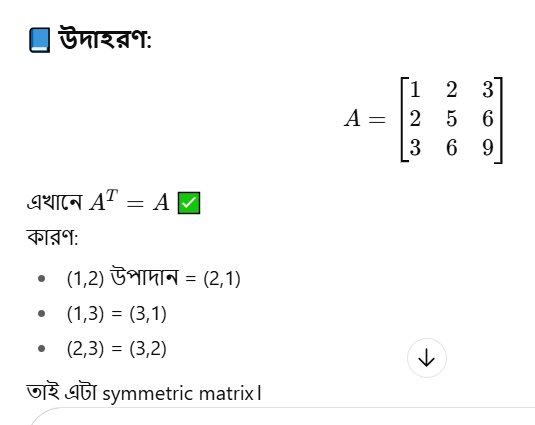 📘 উদাহরণ:
A = [1 2 3
2 5 6
3 6 9]
এখানে Aᵀ = A ✅
কারণ:
• (1,2) উপাদান = (2,1)
• (1,3) = (3,1)
• (2,3) = (3,2)
তাই এটা symmetric matrix।